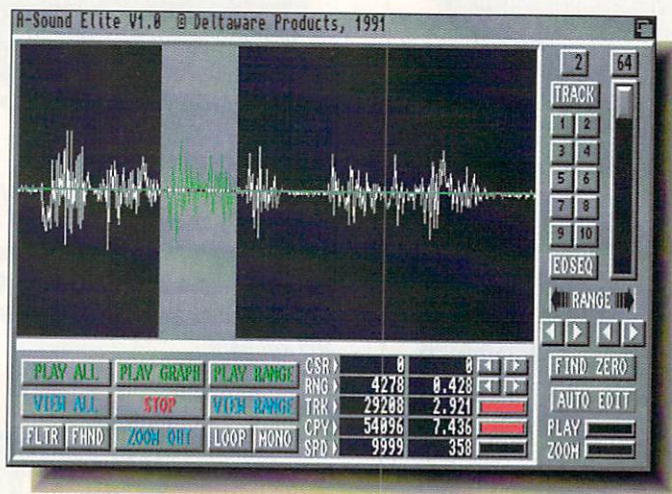 A-Sound Elite V1.0 © Deltaware Products, 1991
2 64
TRACK
1 2
3 4
5 6
7 8
9 10
EDSEQ
RANGE
FIND ZERO
AUTO EDIT
PLAY
ZOOM
PLAY ALL PLAY GRAPH PLAY RANGE
VIEW ALL STOP VIEW RANGE
FLTR FHND ZOOM OUT LOOP MONO
CSR 0 0
RNG 4278 0.428
TRK 29208 2.921
CPY 54096 7.436
SPD 9999 358